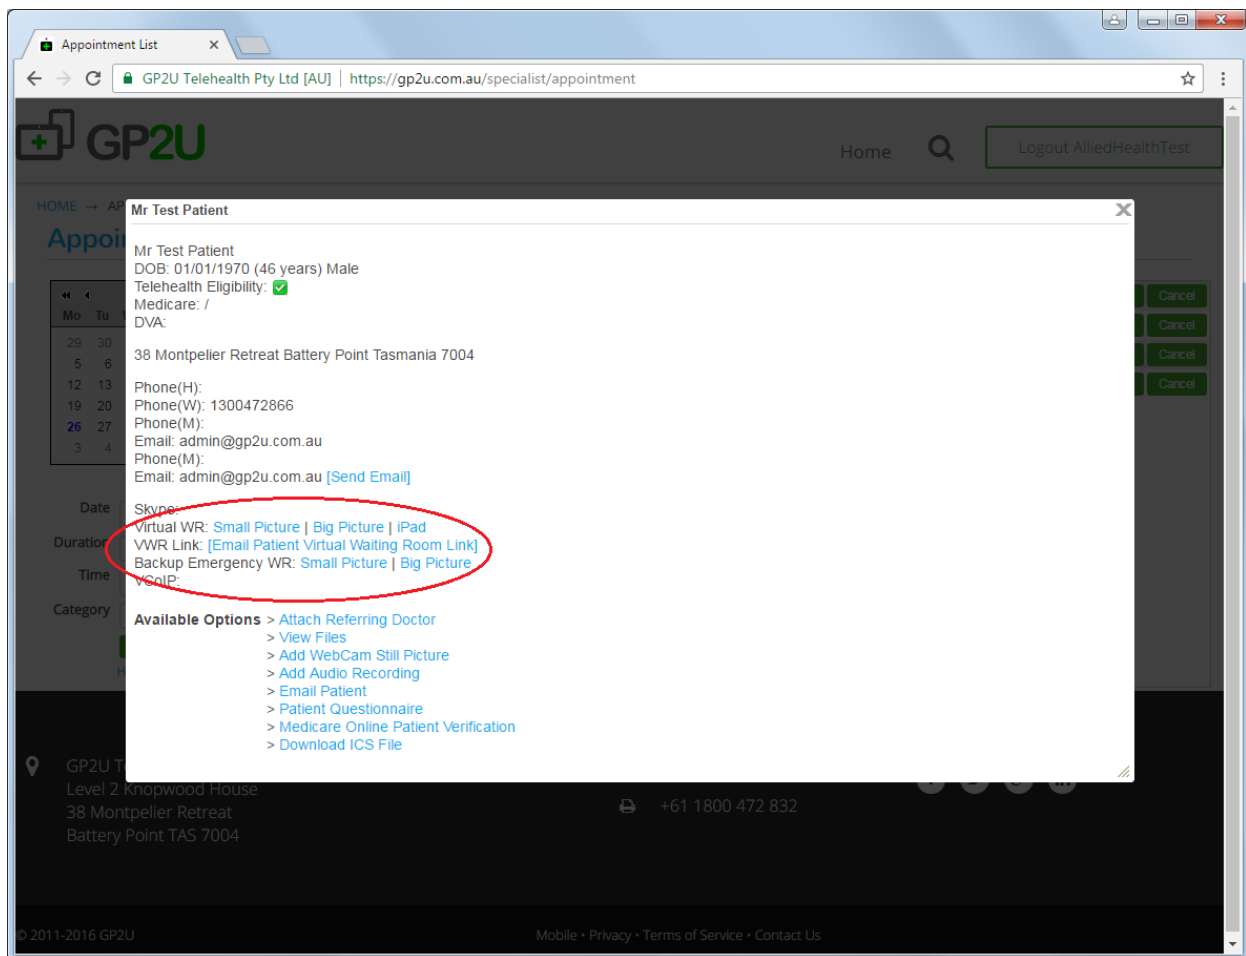 Appointment List
GP2U Telehealth Pty Ltd [AU] | https://gp2u.com.au/specialist/appointment
GP2U
Home
Logout AlliedHealthTest
HOME → AP
Appoi
Mr Test Patient
Mr Test Patient
DOB: 01/01/1970 (46 years) Male
Telehealth Eligibility:
Medicare: /
DVA:
38 Montpelier Retreat Battery Point Tasmania 7004
Phone(H):
Phone(W): 1300472866
Phone(M):
Email: admin@gp2u.com.au
Phone(M):
Email: admin@gp2u.com.au [Send Email]
Skype:
Virtual WR: Small Picture | Big Picture | iPad
VWR Link: [Email Patient Virtual Waiting Room Link]
Backup Emergency WR: Small Picture | Big Picture
VCoIP:
Available Options > Attach Referring Doctor
> View Files
> Add WebCam Still Picture
> Add Audio Recording
> Email Patient
> Patient Questionnaire
> Medicare Online Patient Verification
> Download ICS File
Mo Tu
29 30
5 6
12 13
19 20
26 27
3 4
Cancel
Cancel
Cancel
Cancel
Date
Duration
Time
Category
H
GP2U T
Level 2 Knopwood House
38 Montpelier Retreat
Battery Point TAS 7004
+61 1800 472 832
© 2011-2016 GP2U
Mobile • Privacy • Terms of Service • Contact Us